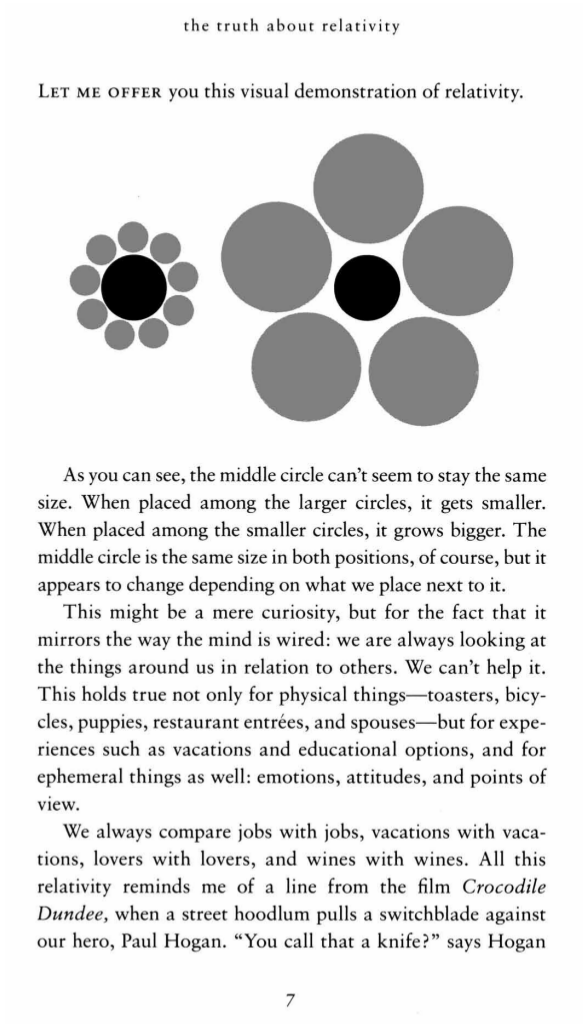 the truth about relativity
LET ME OFFER you this visual demonstration of relativity.
As you can see, the middle circle can't seem to stay the same
size. When placed among the larger circles, it gets smaller.
When placed among the smaller circles, it grows bigger. The
middle circle is the same size in both positions, of course, but it
appears to change depending on what we place next to it.
This might be a mere curiosity, but for the fact that it
mirrors the way the mind is wired: we are always looking at
the things around us in relation to others. We can't help it.
This holds true not only for physical things—toasters, bicy-
cles, puppies, restaurant entrées, and spouses—but for expe-
riences such as vacations and educational options, and for
ephemeral things as well: emotions, attitudes, and points of
view.
We always compare jobs with jobs, vacations with vaca-
tions, lovers with lovers, and wines with wines. All this
relativity reminds me of a line from the film Crocodile
Dundee, when a street hoodlum pulls a switchblade against
our hero, Paul Hogan. “You call that a knife?” says Hogan
7